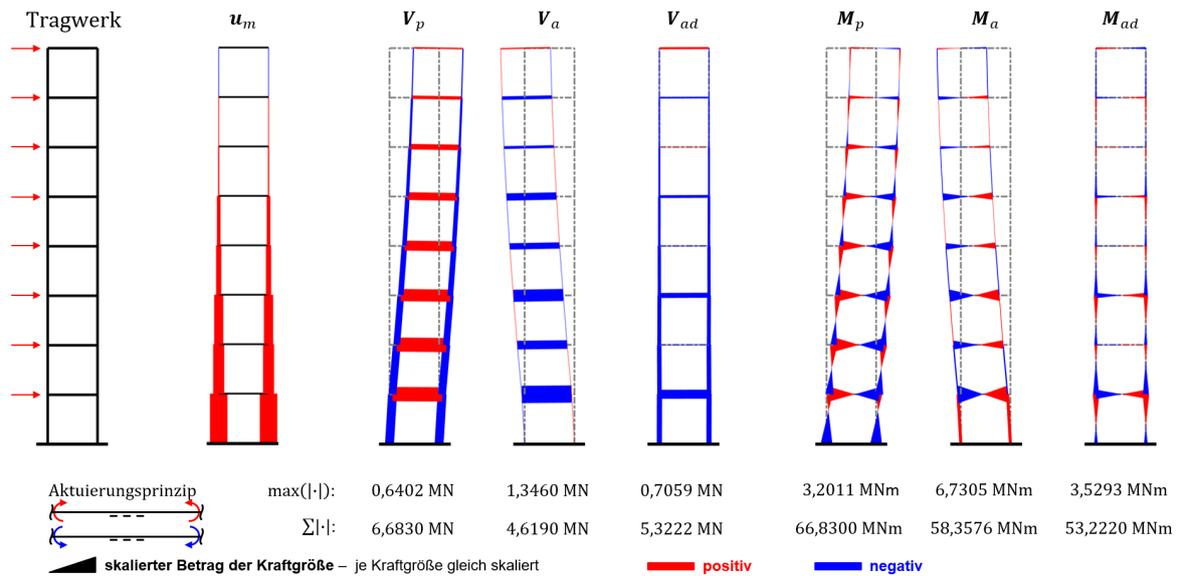 Tragwerk u_m V_p V_a V_ad M_p M_a M_ad
Aktuierungsprinzip max(|·|): 0,6402 MN 1,3460 MN 0,7059 MN 3,2011 MNm 6,7305 MNm 3,5293 MNm
∑|·|: 6,6830 MN 4,6190 MN 5,3222 MN 66,8300 MNm 58,3576 MNm 53,2220 MNm
skalierter Betrag der Kraftgröße – je Kraftgröße gleich skaliert positiv negativ